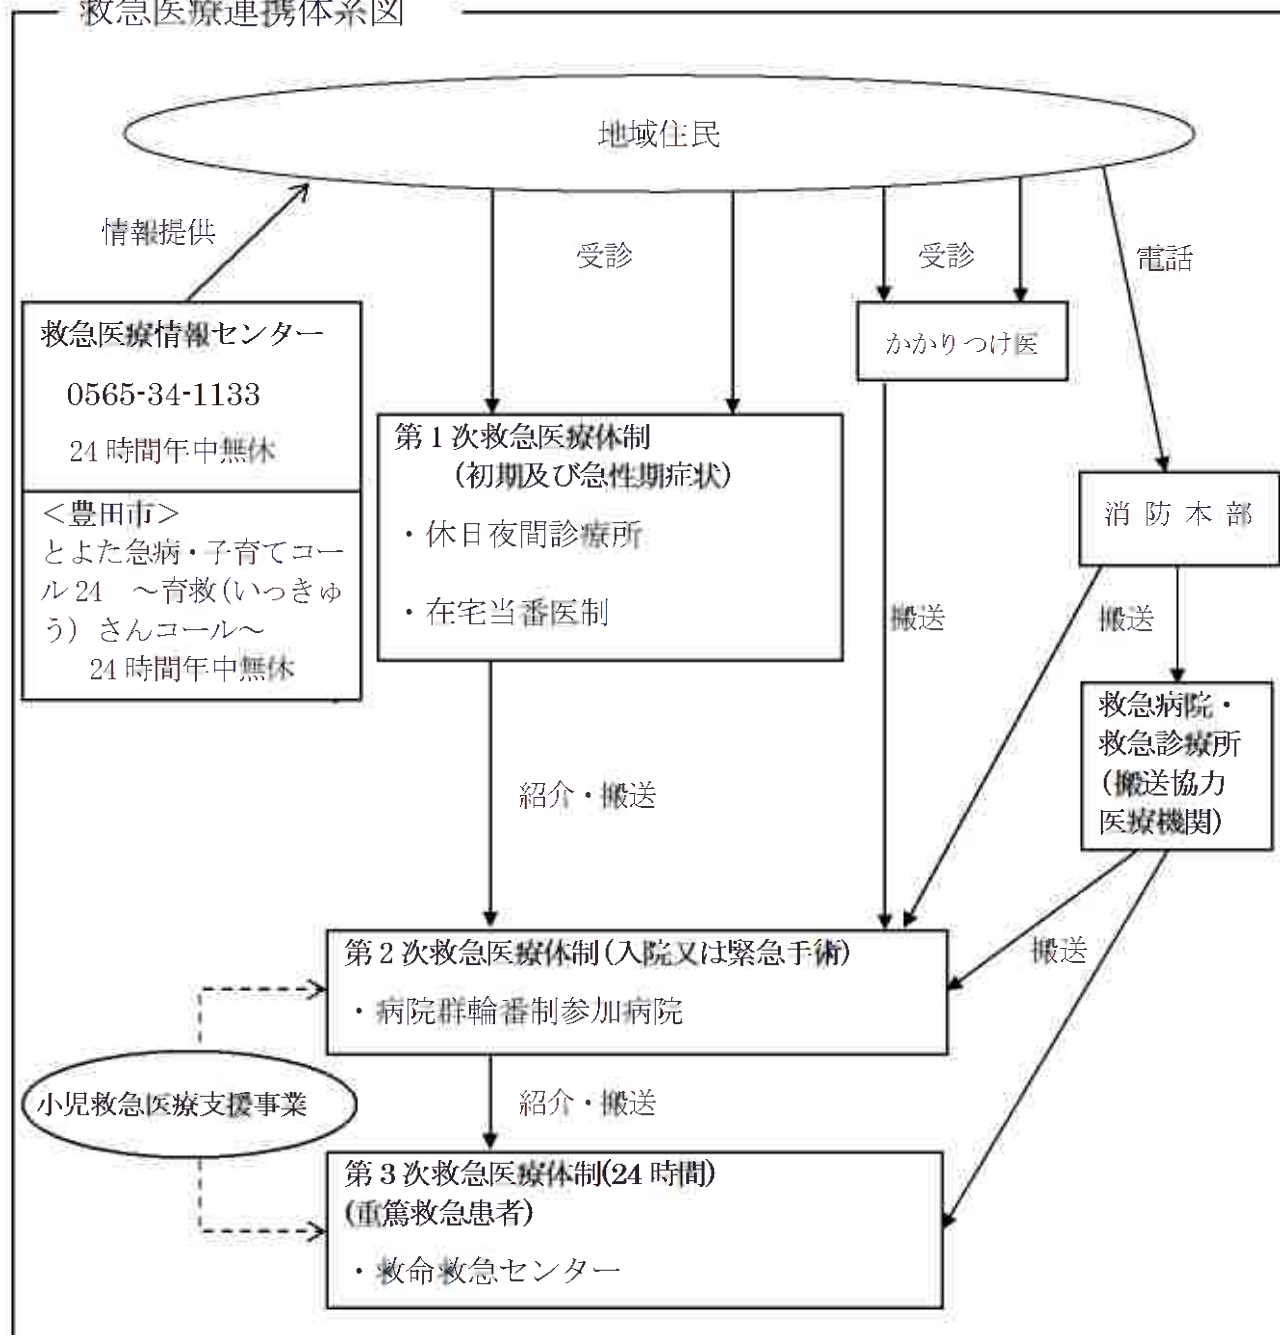 救急医療連携体系図
地域住民
情報提供
受診
受診
電話
救急医療情報センター
0565-34-1133
24時間年中無休
<豊田市>
とよた急病・子育てコー
ル24　～育救(いっきゅ
う) さんコール～
24時間年中無休
かかりつけ医
第1次救急医療体制
(初期及び急性期症状)
・休日夜間診療所
・在宅当番医制
消防本部
搬送
搬送
救急病院・
救急診療所
(搬送協力
医療機関)
紹介・搬送
第2次救急医療体制(入院又は緊急手術)
・病院群輪番制参加病院
搬送
小児救急医療支援事業
紹介・搬送
第3次救急医療体制(24時間)
(重篤救急患者)
・救命救急センター